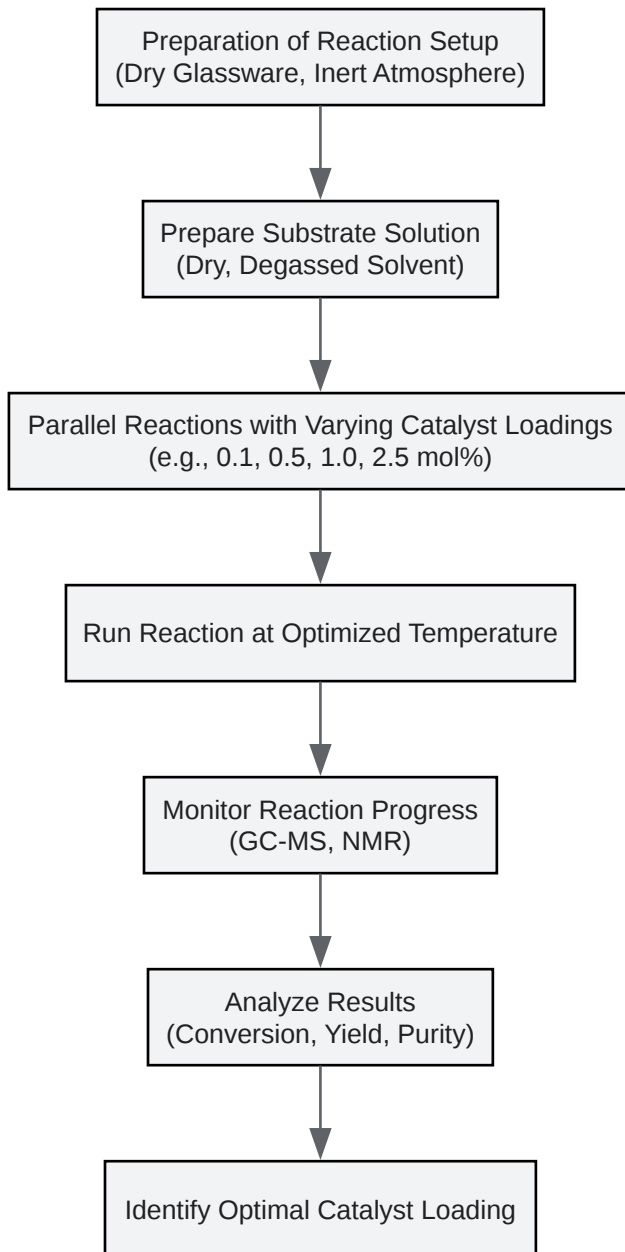 Preparation of Reaction Setup
(Dry Glassware, Inert Atmosphere)
Prepare Substrate Solution
(Dry, Degassed Solvent)
Parallel Reactions with Varying Catalyst Loadings
(e.g., 0.1, 0.5, 1.0, 2.5 mol%)
Run Reaction at Optimized Temperature
Monitor Reaction Progress
(GC-MS, NMR)
Analyze Results
(Conversion, Yield, Purity)
Identify Optimal Catalyst Loading